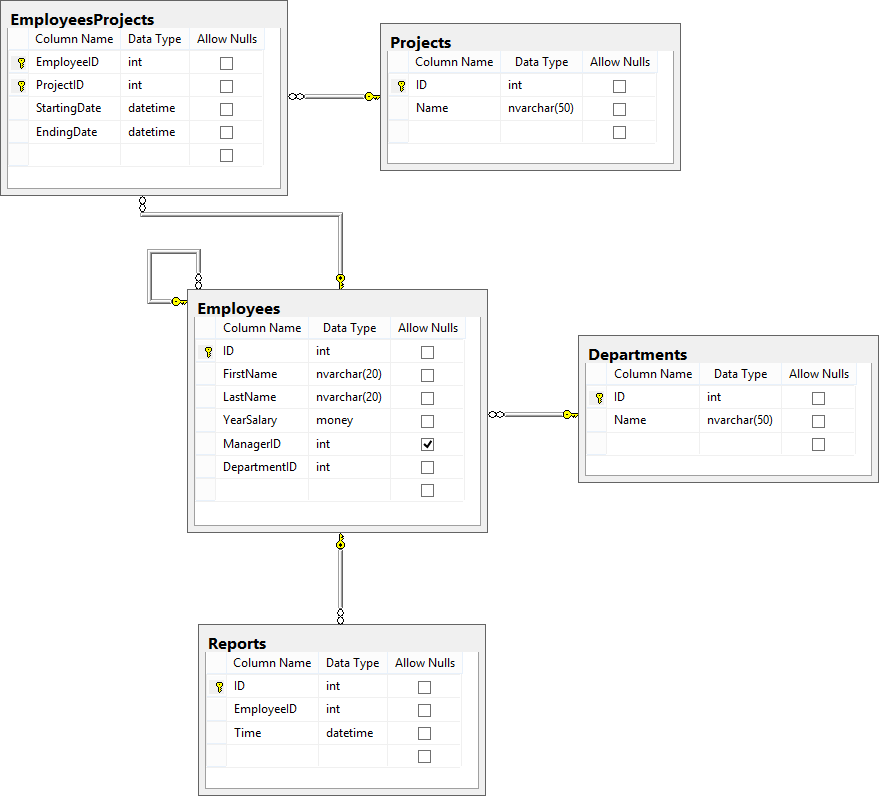 EmployeesProjects
Column Name Data Type Allow Nulls
EmployeeID int
ProjectID int
StartingDate datetime
EndingDate datetime
Projects
Column Name Data Type Allow Nulls
ID int
Name nvarchar(50)
Employees
Column Name Data Type Allow Nulls
ID int
FirstName nvarchar(20)
LastName nvarchar(20)
YearSalary money
ManagerID int
DepartmentID int
Departments
Column Name Data Type Allow Nulls
ID int
Name nvarchar(50)
Reports
Column Name Data Type Allow Nulls
ID int
EmployeeID int
Time datetime